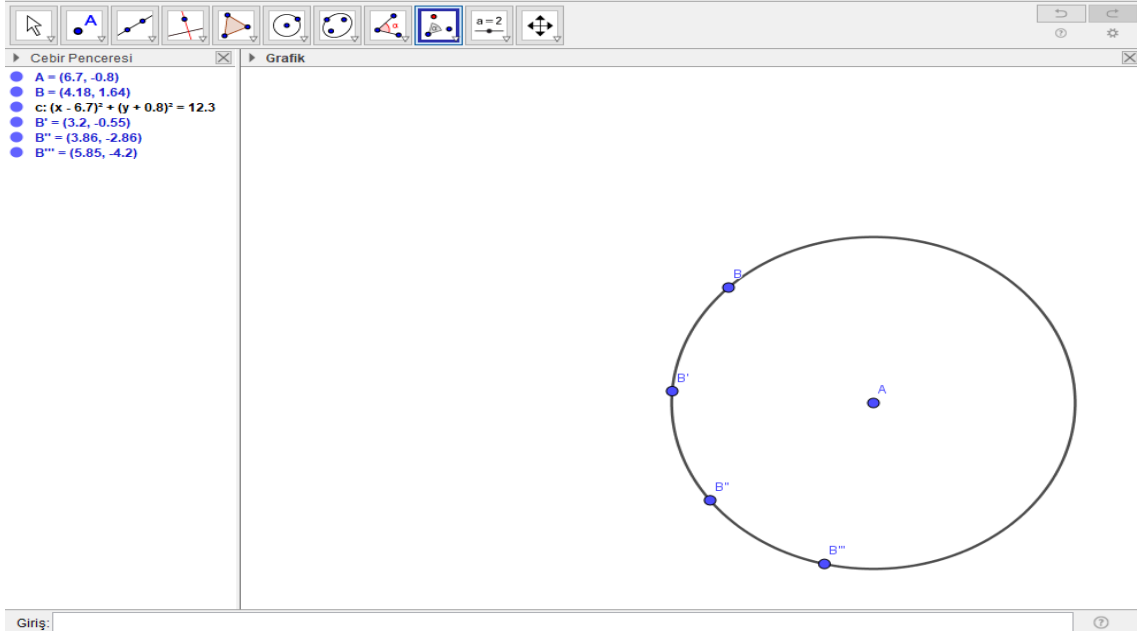 A
α
a = 2
Cebir Penceresi
Grafik
A = (6.7, -0.8)
B = (4.18, 1.64)
c: (x - 6.7)² + (y + 0.8)² = 12.3
B' = (3.2, -0.55)
B'' = (3.86, -2.86)
B''' = (5.85, -4.2)
B
B'
A
B''
B'''
Giriş: